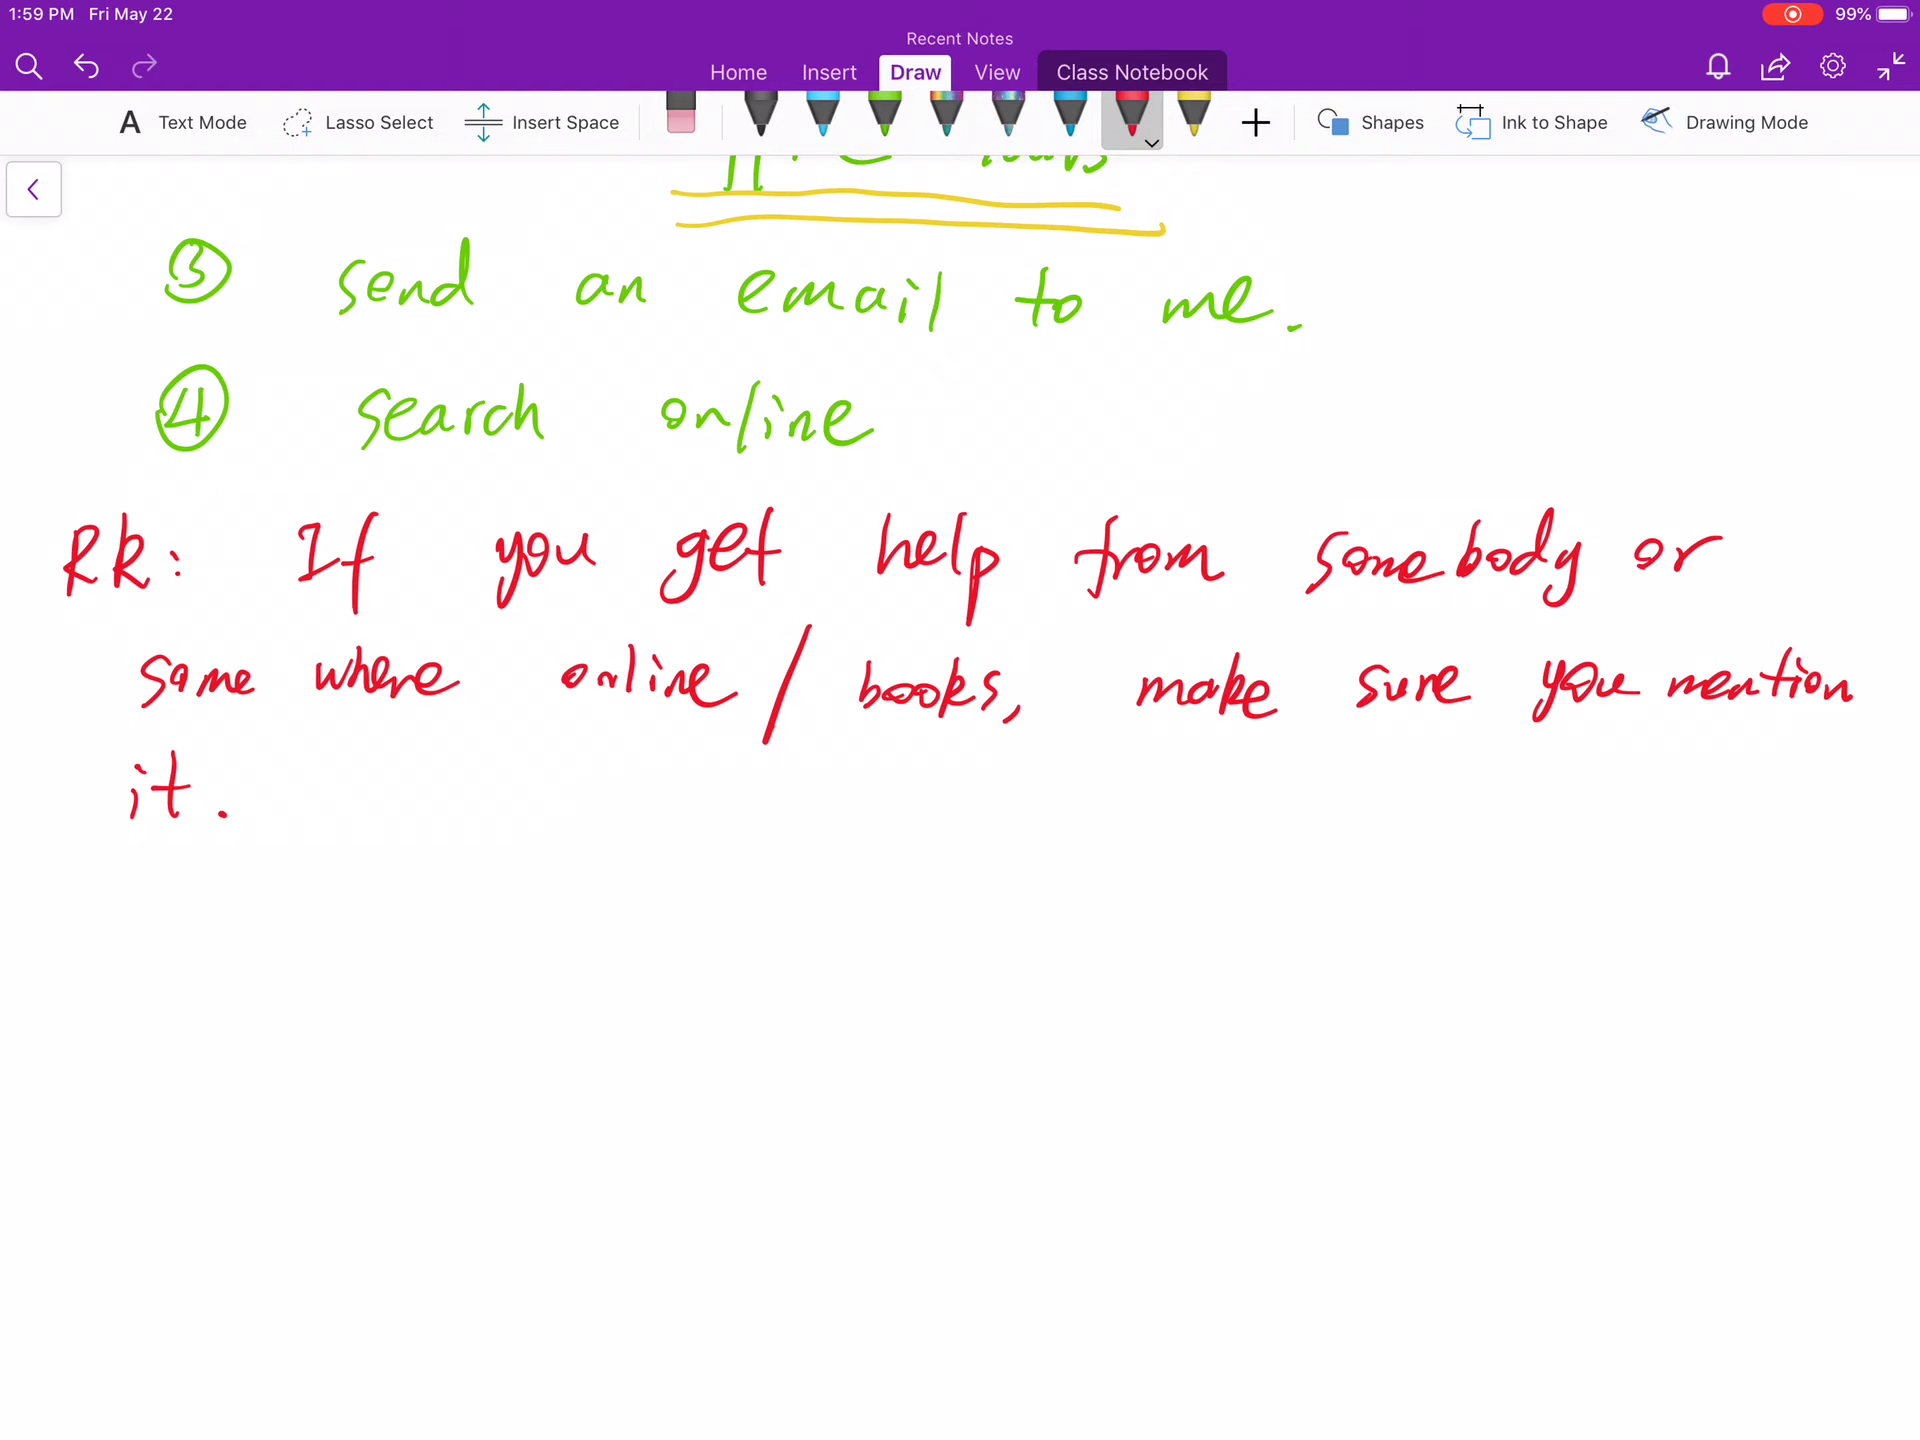 1:59 PM Fri May 22
99%
Recent Notes
Home Insert Draw View Class Notebook
A Text Mode Lasso Select Insert Space Shapes Ink to Shape Drawing Mode
③ send an email to me.
④ search online
Rk: If you get help from somebody or
some where online / books, make sure you mention
it.